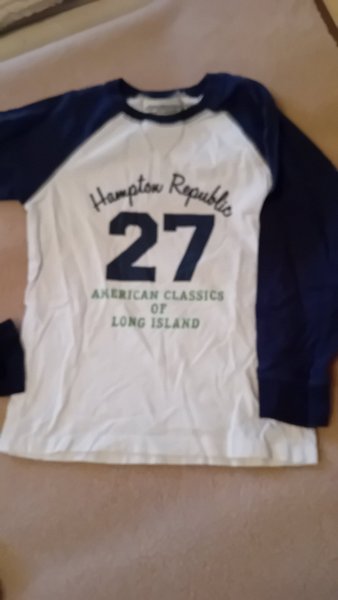 Hampton Republic
27
AMERICAN CLASSICS
OF
LONG ISLAND